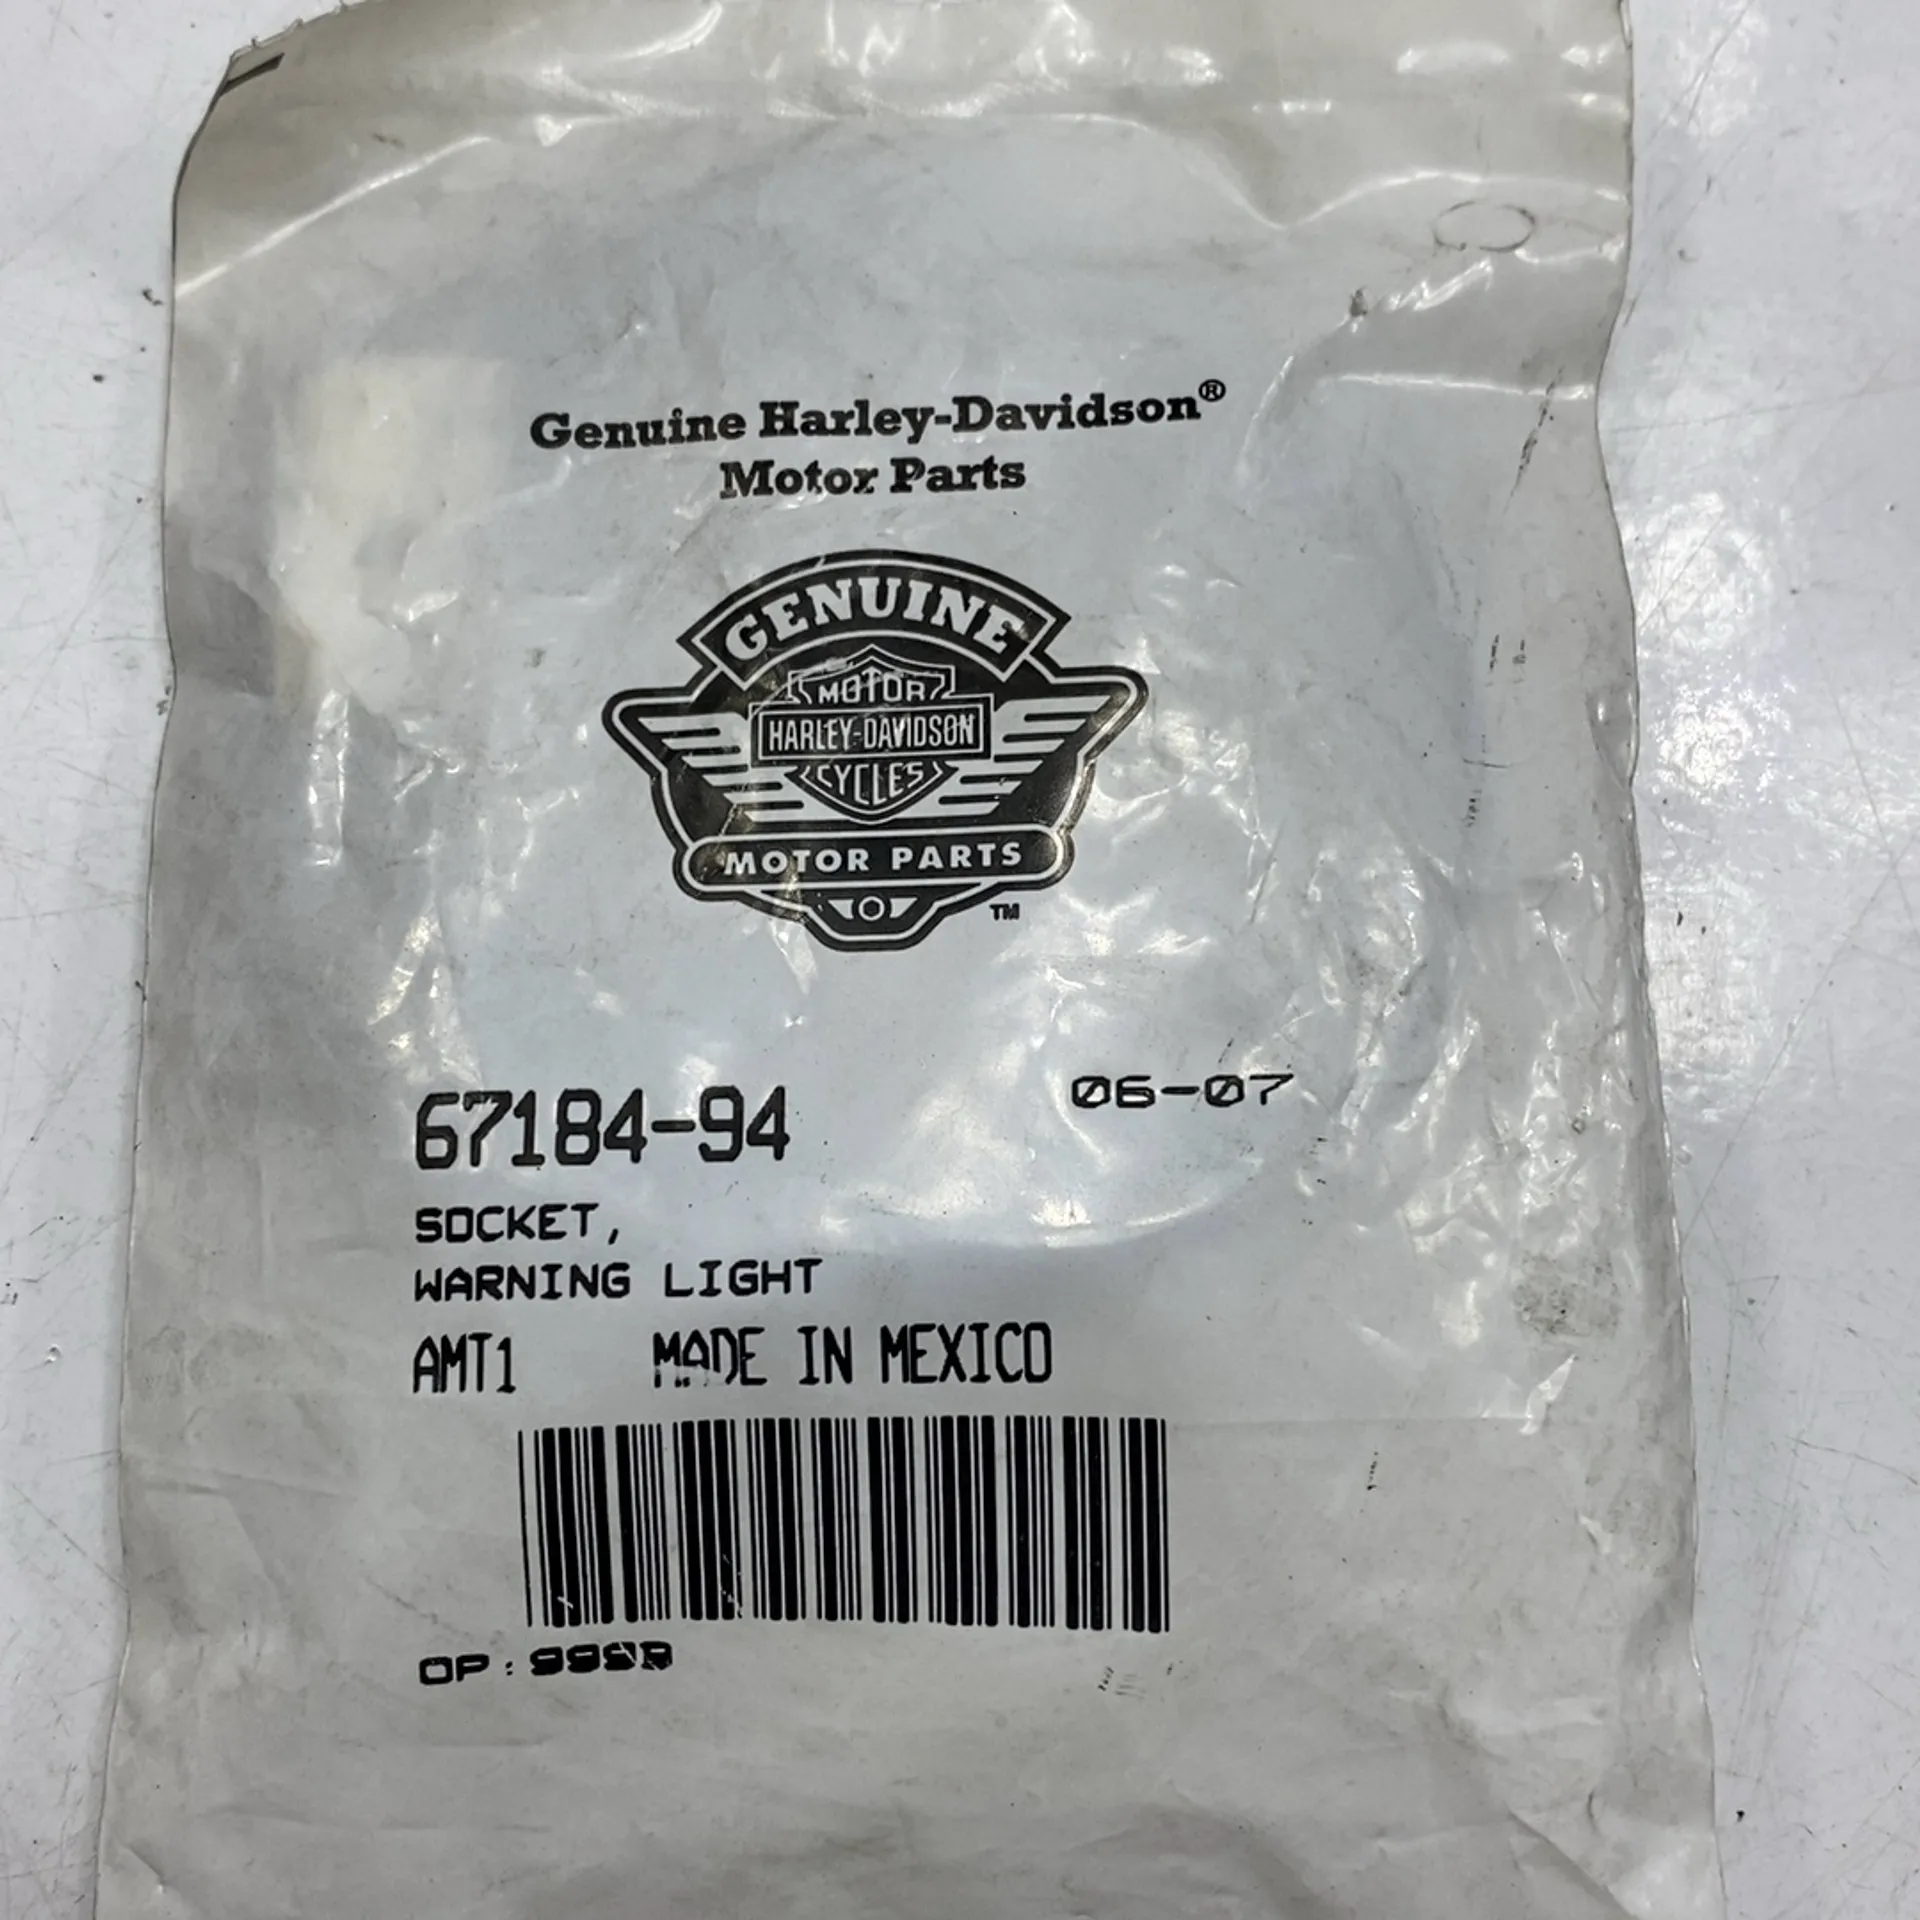 Genuine Harley-Davidson®
Motor Parts
GENUINE
MOTOR
HARLEY-DAVIDSON
CYCLES
MOTOR PARTS
TM
67184-94
06-07
SOCKET,
WARNING LIGHT
AMT1 MADE IN MEXICO
OP: